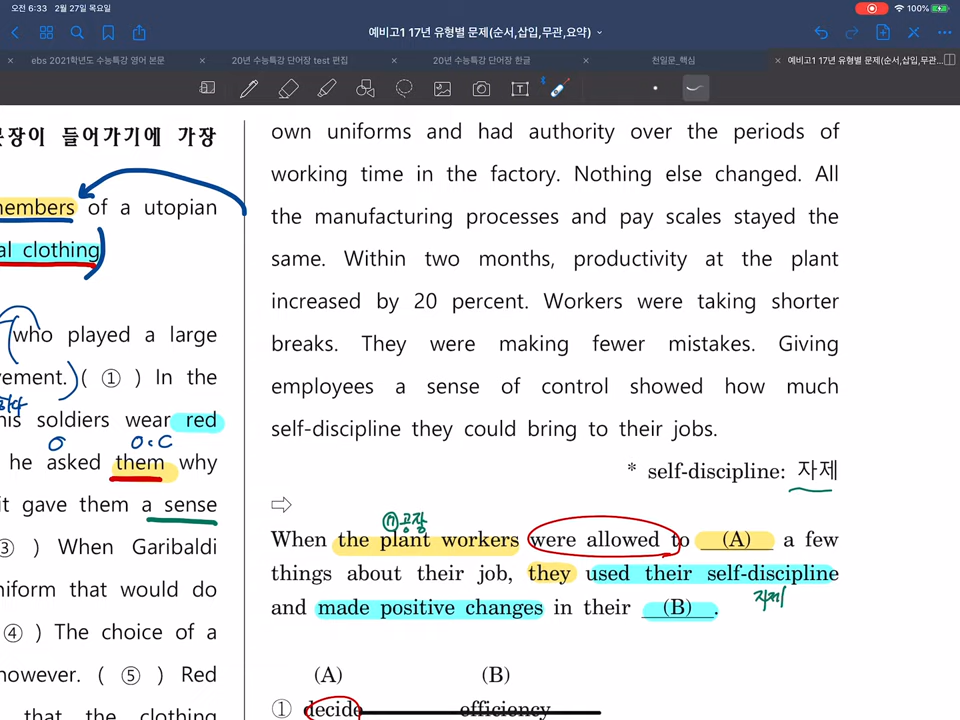 오전 6:33 2월 27일 목요일
100%
예비고1 17년 유형별 문제(순서,삽입,무관,요약)
ebs 2021학년도 수능특강 영어 본문
20년 수능특강 단어장 test 편집
20년 수능특강 단어장 한글
천일문_핵심
예비고1 17년 유형별 문제(순서,삽입,무관...
문장이 들어가기에 가장
members of a utopian
al clothing
who played a large
vement. ( ① ) In the
his soldiers wear red
O O.C
he asked them why
it gave them a sense
③ ) When Garibaldi
niform that would do
④ ) The choice of a
however. ( ⑤ ) Red
that the clothing
own uniforms and had authority over the periods of
working time in the factory. Nothing else changed. All
the manufacturing processes and pay scales stayed the
same. Within two months, productivity at the plant
increased by 20 percent. Workers were taking shorter
breaks. They were making fewer mistakes. Giving
employees a sense of control showed how much
self-discipline they could bring to their jobs.
* self-discipline: 자제
⇨
공장
When the plant workers were allowed to (A) a few
things about their job, they used their self-discipline
자제
and made positive changes in their (B) .
(A) (B)
① decide efficiency